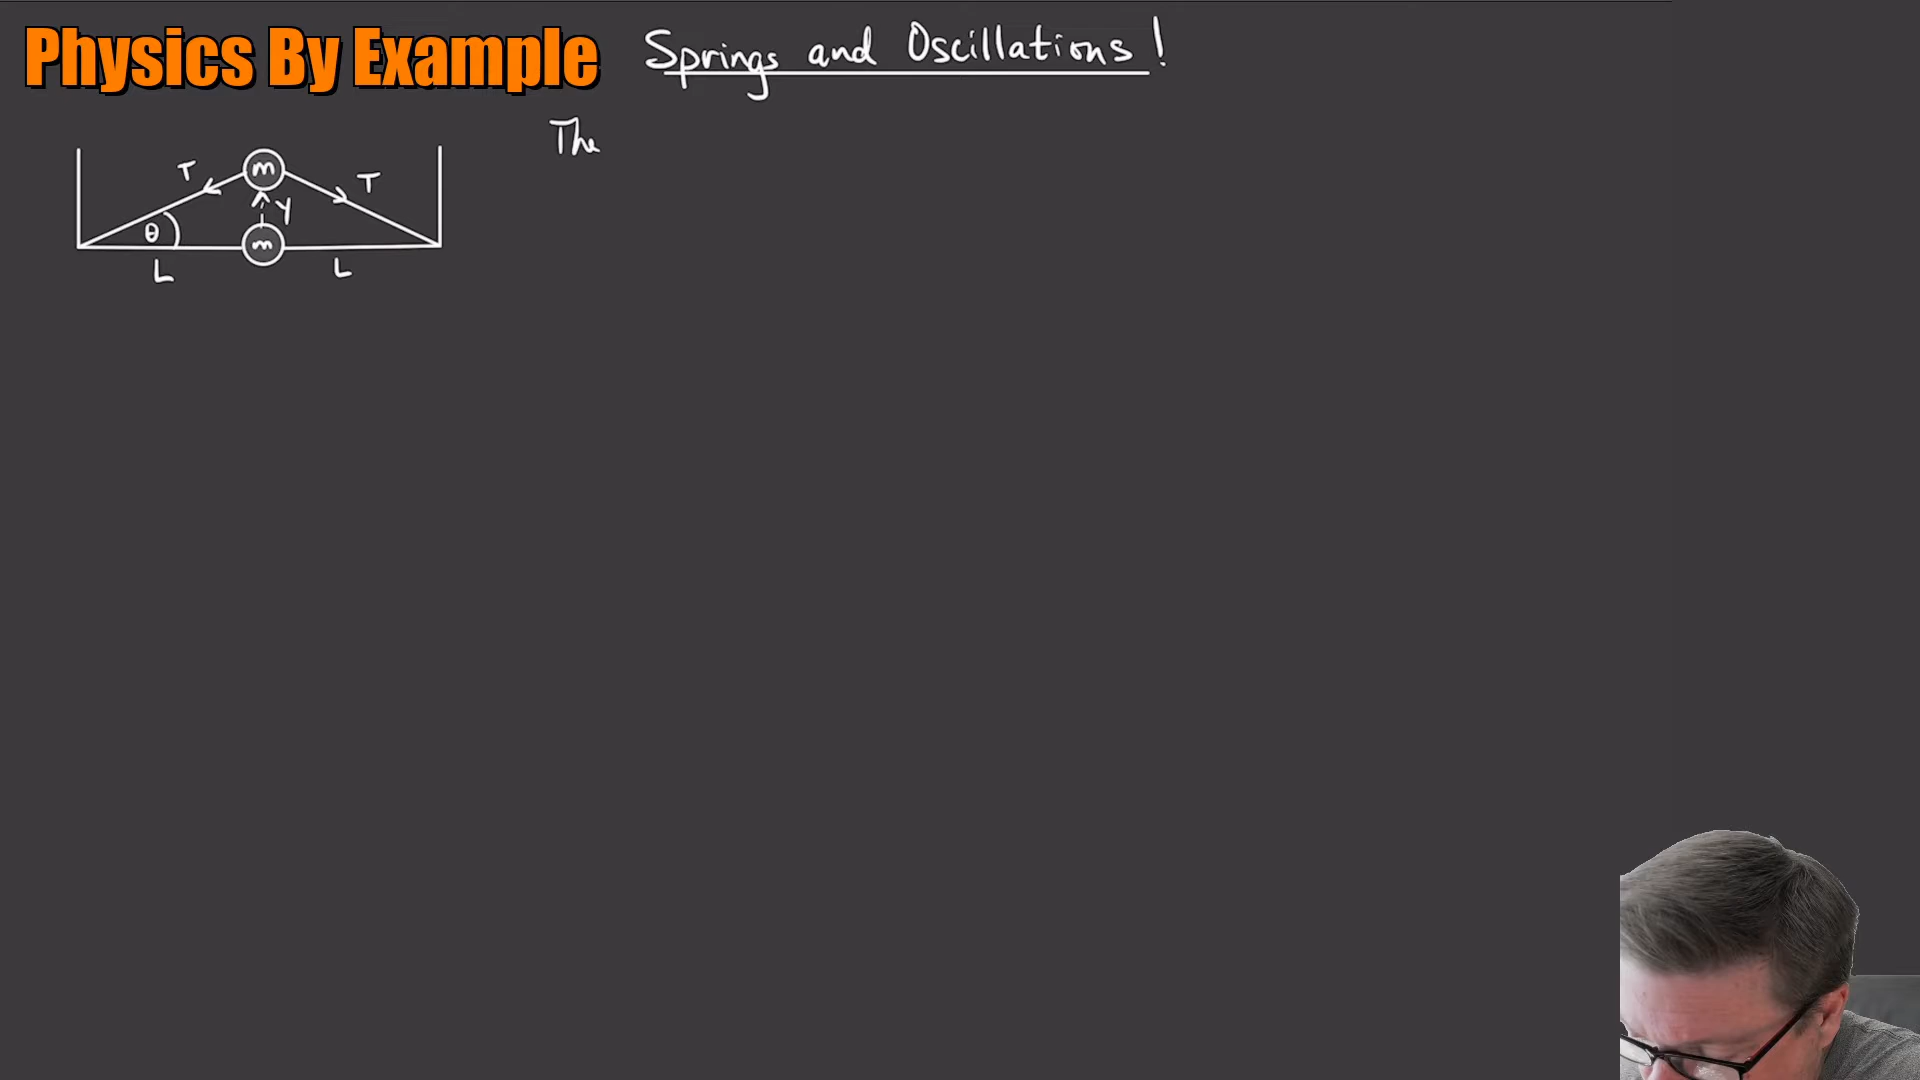 Physics By Example
Springs and Oscillations!
The
T
m
T
y
θ
m
L
L